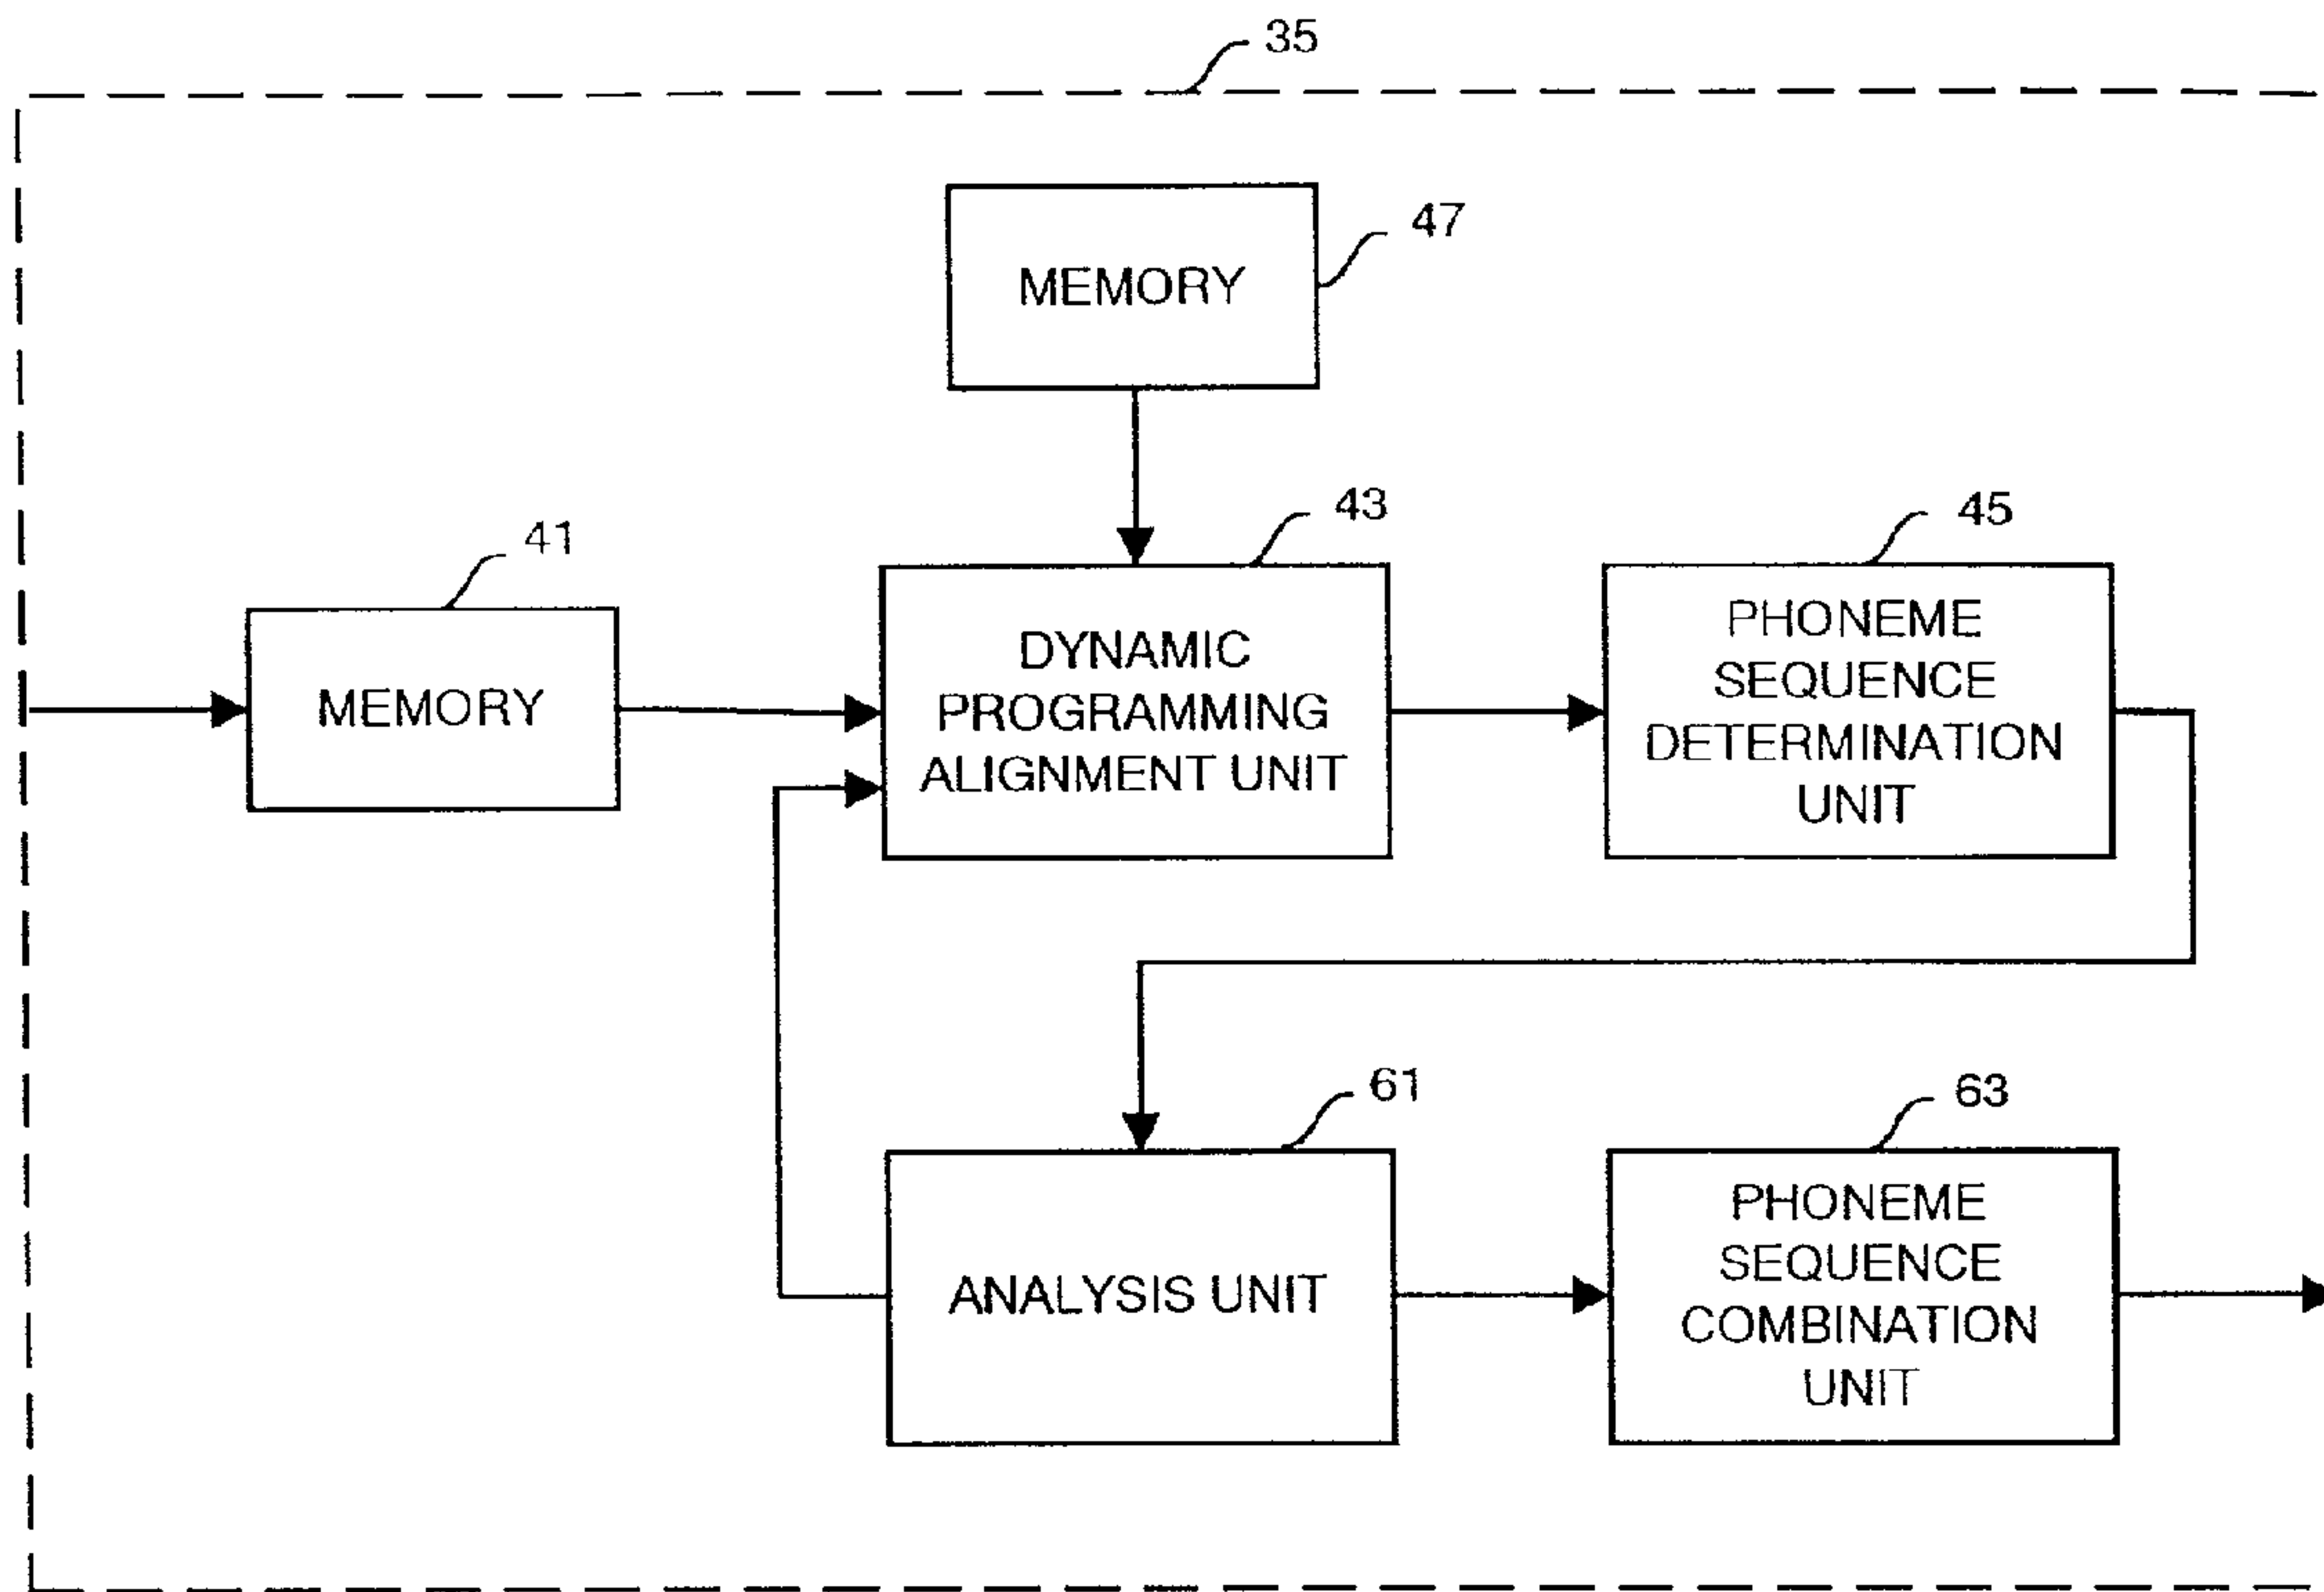 35
MEMORY
47
41
MEMORY
43
DYNAMIC
PROGRAMMING
ALIGNMENT UNIT
45
PHONEME
SEQUENCE
DETERMINATION
UNIT
61
ANALYSIS UNIT
63
PHONEME
SEQUENCE
COMBINATION
UNIT